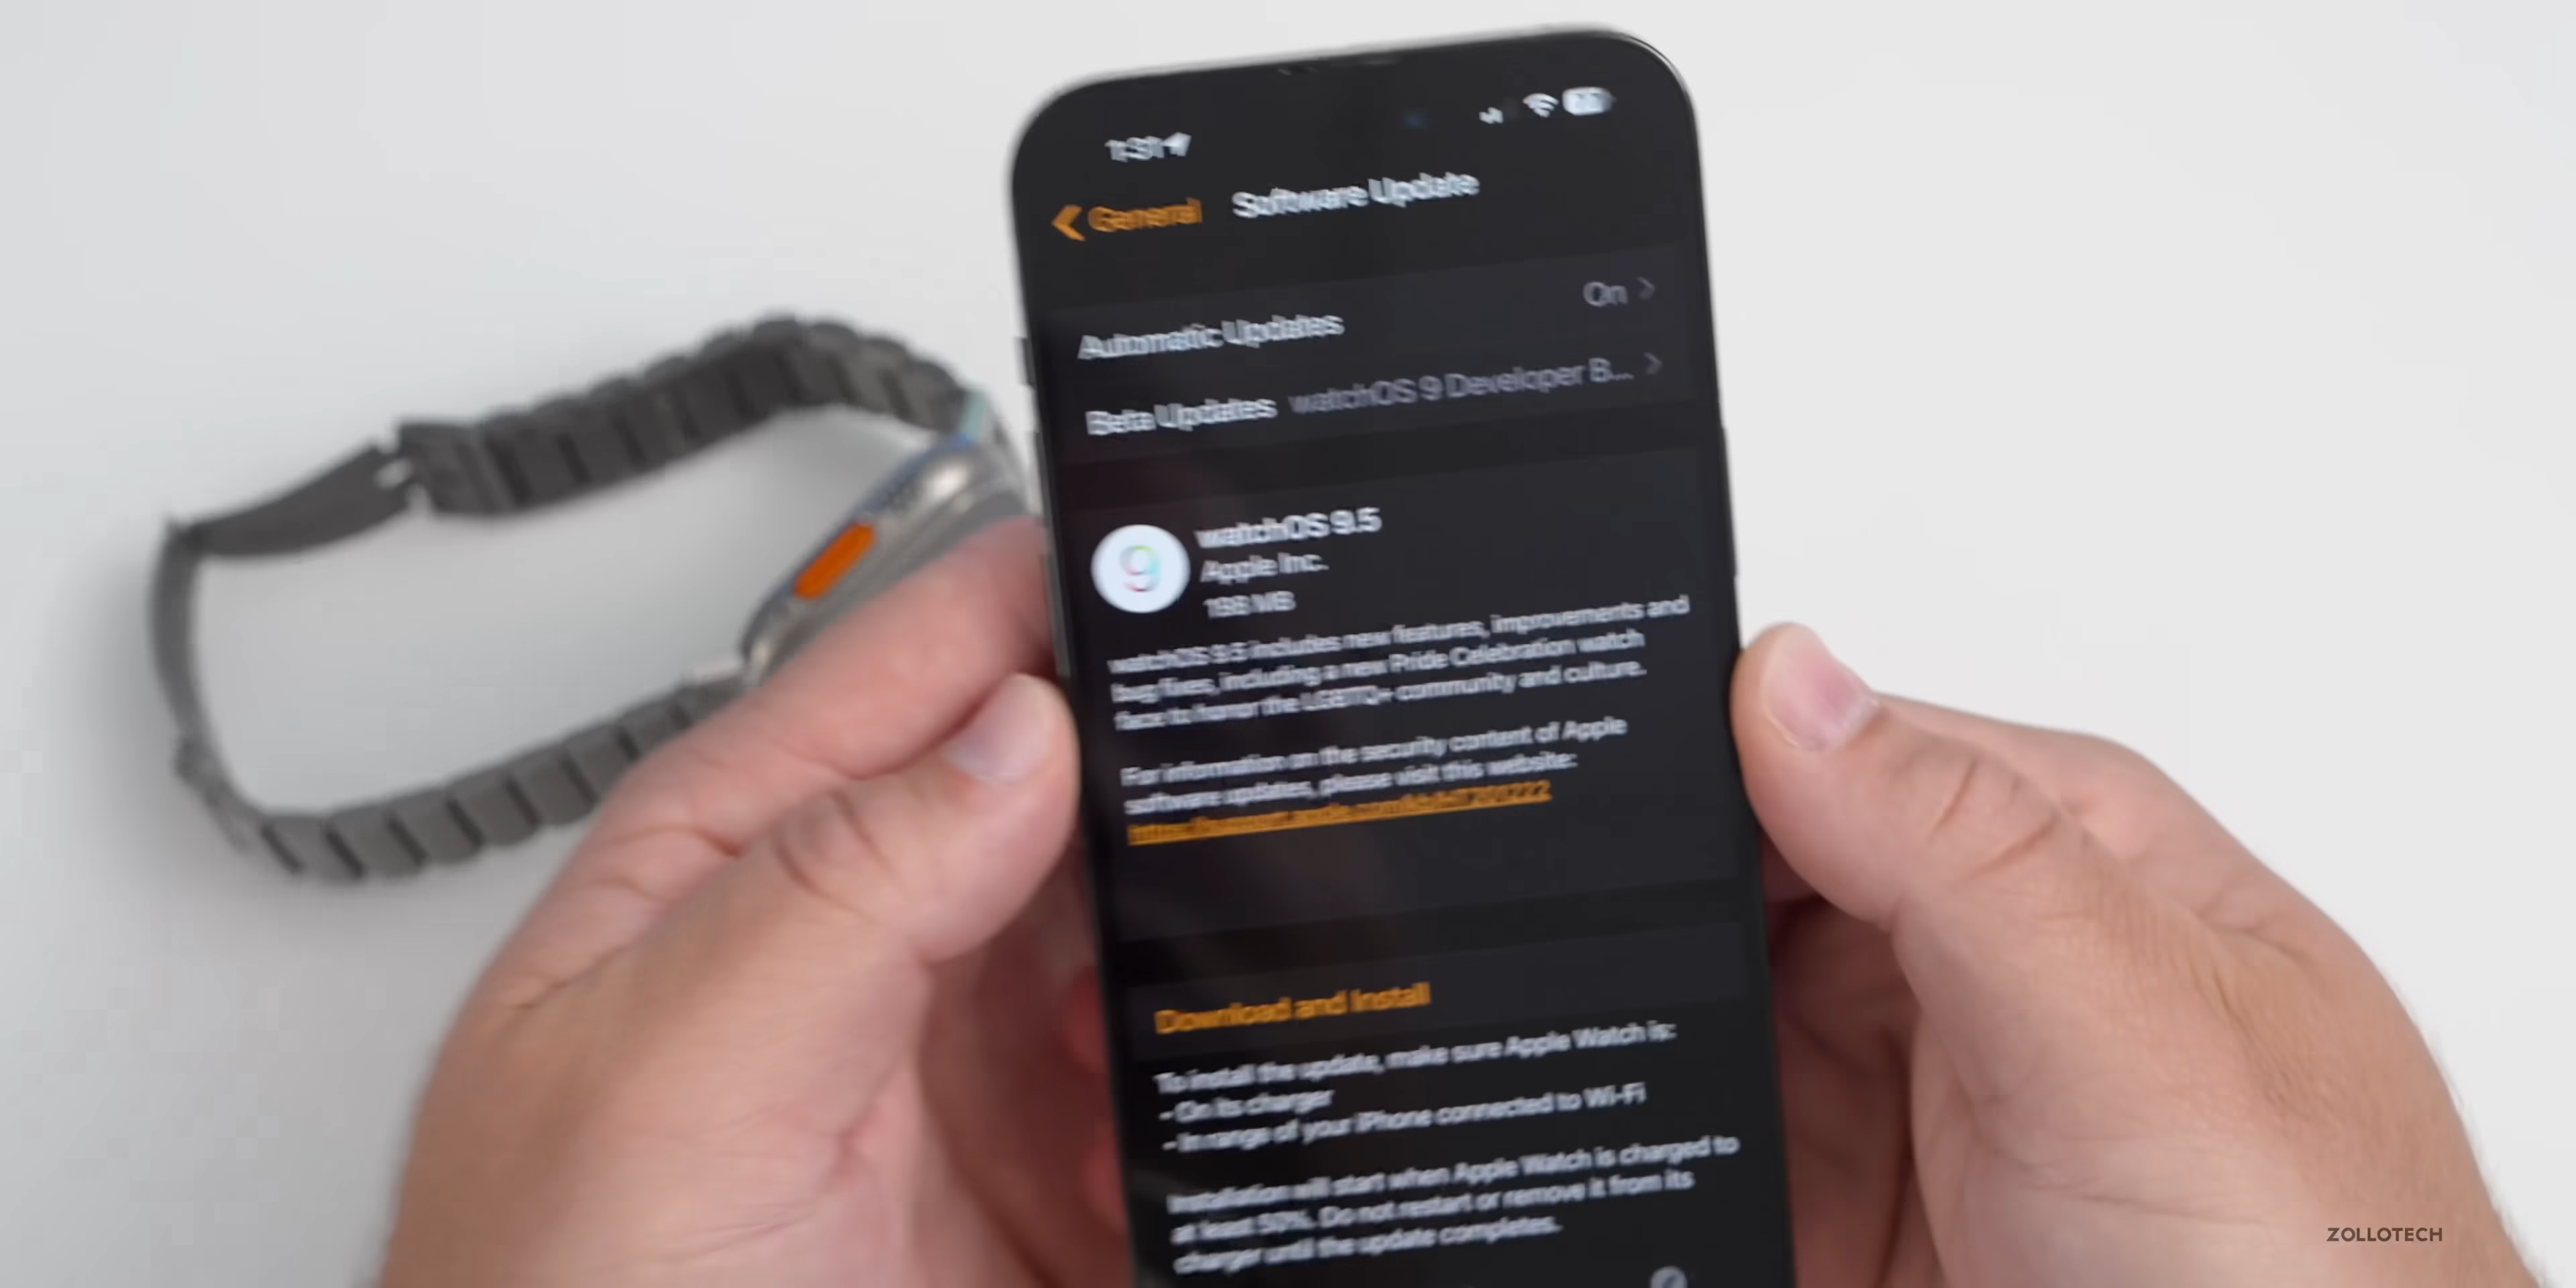 1:31
General
Software Update
Automatic Updates
On
Beta Updates
watchOS 9 Developer B...
9
watchOS 9.5
Apple Inc.
MB
watchOS 9.5 includes new features, improvements and
bug fixes, including a new Pride Celebration watch
face to honor the LGBTQ+ community and culture.
For information on the security content of Apple
software updates, please visit this website:
Download and Install
To install the update, make sure Apple Watch is:
- On its charger
- In range of your iPhone connected to Wi-Fi
Installation will start when Apple Watch is charged to
at least 50%. Do not restart or remove it from its
charger until the update completes.
ZOLLOTECH